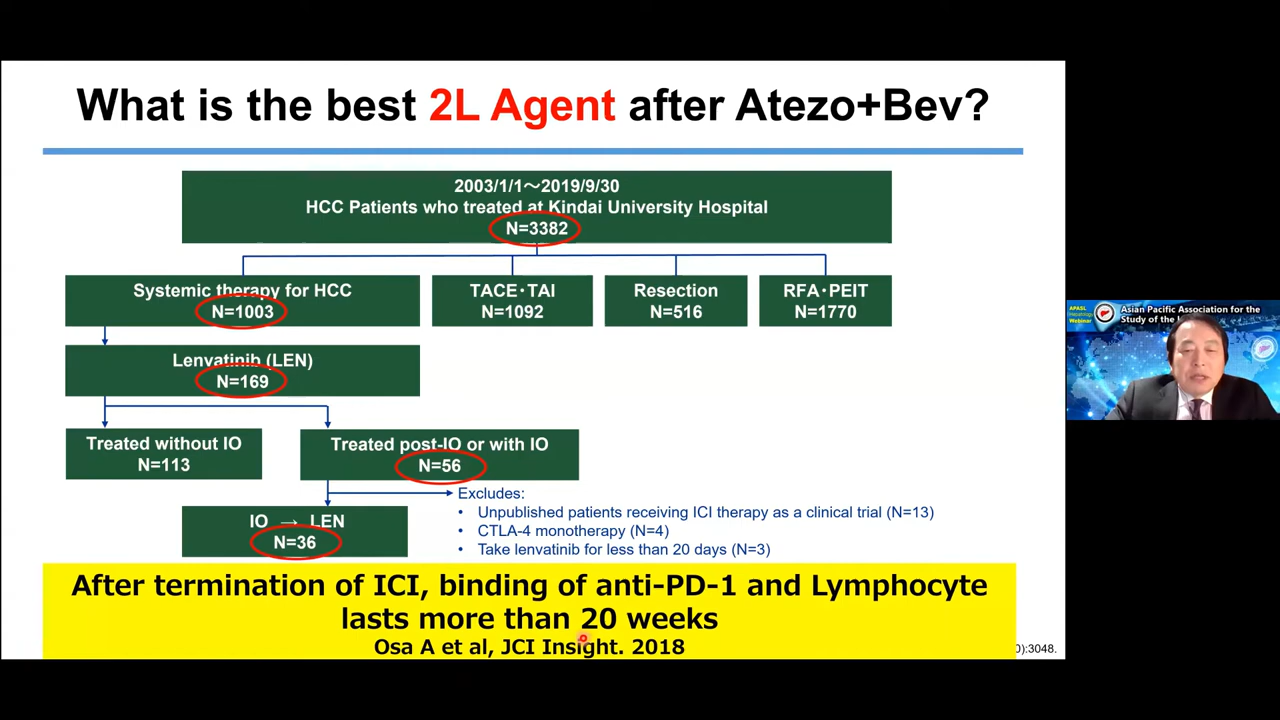 What is the best 2L Agent after Atezo+Bev?
2003/1/1～2019/9/30
HCC Patients who treated at Kindai University Hospital
N=3382
Systemic therapy for HCC
N=1003
TACE・TAI
N=1092
Resection
N=516
RFA・PEIT
N=1770
Lenvatinib (LEN)
N=169
Treated without IO
N=113
Treated post-IO or with IO
N=56
IO → LEN
N=36
Excludes:
• Unpublished patients receiving ICI therapy as a clinical trial (N=13)
• CTLA-4 monotherapy (N=4)
• Take lenvatinib for less than 20 days (N=3)
After termination of ICI, binding of anti-PD-1 and Lymphocyte
lasts more than 20 weeks
Osa A et al, JCI Insight. 2018
0):3048.
APASL
Hepatology
Webinar
Asian Pacific Association for the
Study of the